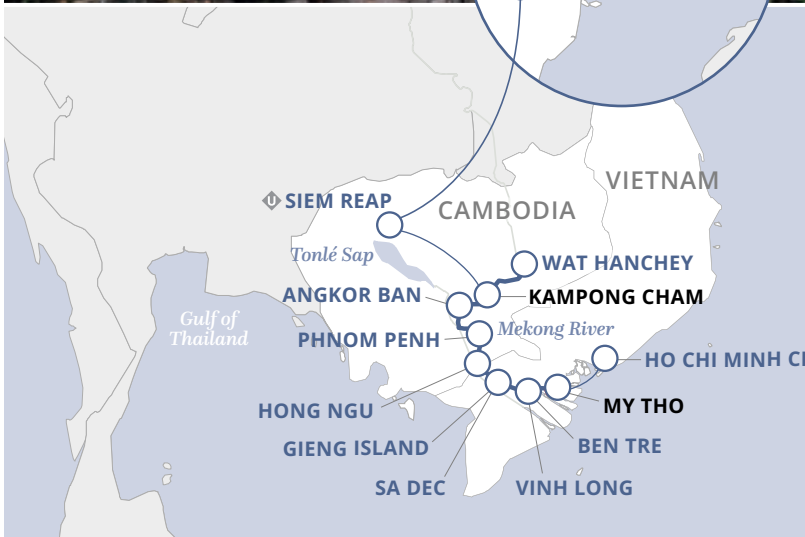 VIETNAM
U SIEM REAP
CAMBODIA
Tonlé Sap
WAT HANCHEY
ANGKOR BAN
KAMPONG CHAM
Gulf of
Thailand
Mekong River
PHNOM PENH
HO CHI MINH CI
HONG NGU
MY THO
GIENG ISLAND
BEN TRE
SA DEC
VINH LONG